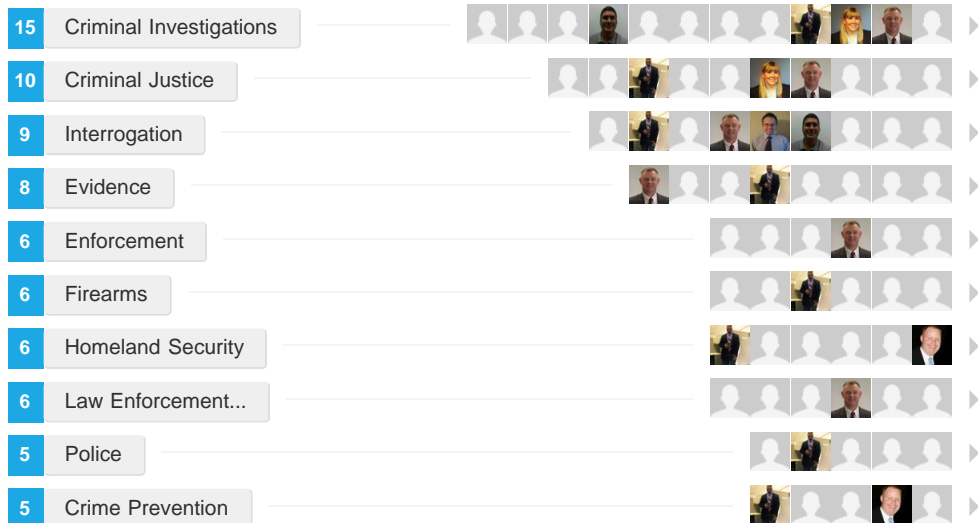 15 Criminal Investigations
10 Criminal Justice
9 Interrogation
8 Evidence
6 Enforcement
6 Firearms
6 Homeland Security
6 Law Enforcement...
5 Police
5 Crime Prevention